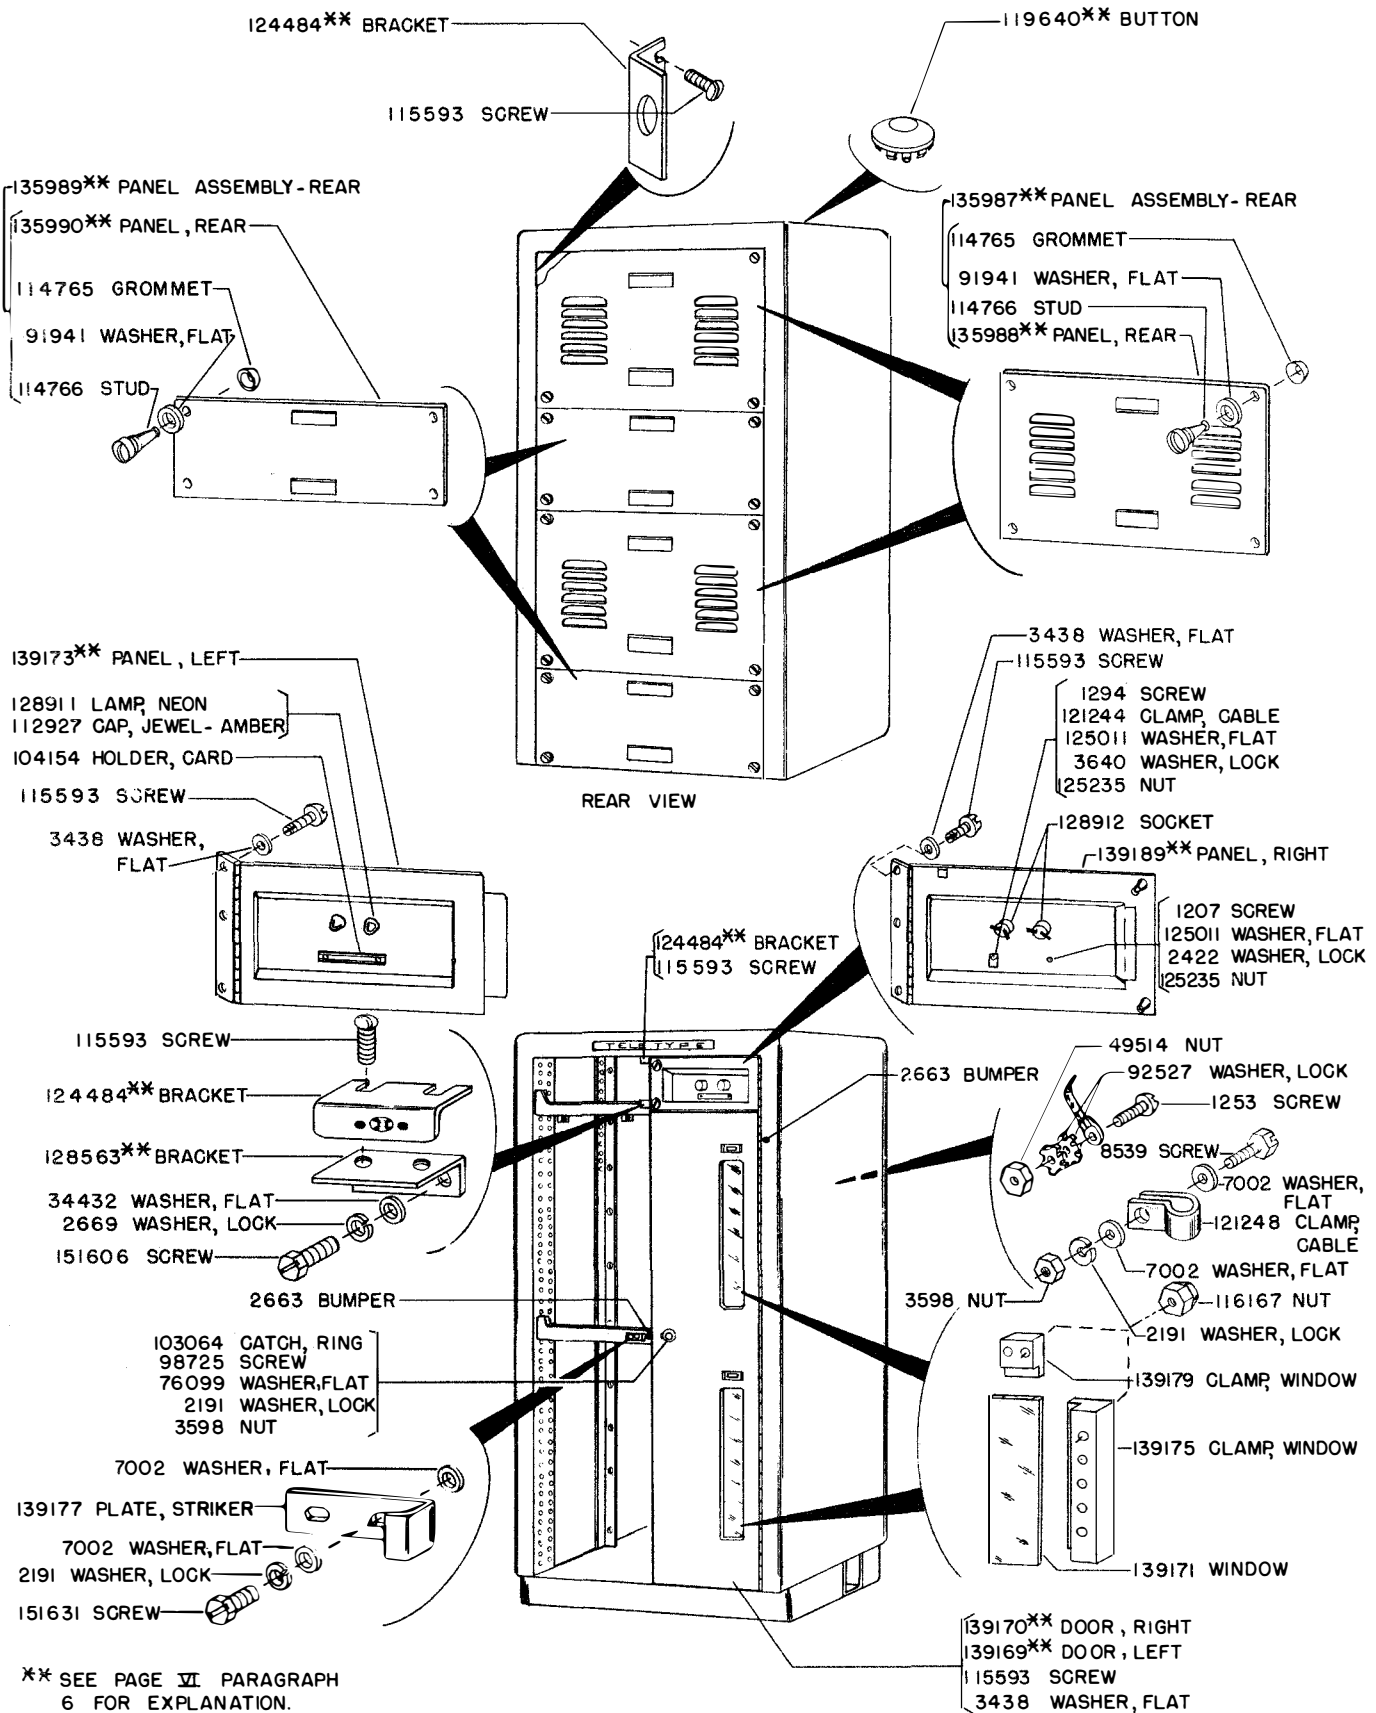 124484** BRACKET
115593 SCREW
119640** BUTTON
135989** PANEL ASSEMBLY-REAR
135990** PANEL, REAR
114765 GROMMET
91941 WASHER, FLAT
114766 STUD
135987** PANEL ASSEMBLY-REAR
114765 GROMMET
91941 WASHER, FLAT
114766 STUD
135988** PANEL, REAR
REAR VIEW
139173** PANEL, LEFT
128911 LAMP, NEON
112927 CAP, JEWEL-AMBER
104154 HOLDER, CARD
115593 SCREW
3438 WASHER,
FLAT
3438 WASHER, FLAT
115593 SCREW
1294 SCREW
121244 CLAMP, CABLE
125011 WASHER, FLAT
3640 WASHER, LOCK
125235 NUT
128912 SOCKET
139189** PANEL, RIGHT
1207 SCREW
125011 WASHER, FLAT
2422 WASHER, LOCK
125235 NUT
124484** BRACKET
115593 SCREW
115593 SCREW
124484** BRACKET
128563** BRACKET
34432 WASHER, FLAT
2669 WASHER, LOCK
151606 SCREW
TELETYPE
2663 BUMPER
49514 NUT
92527 WASHER, LOCK
1253 SCREW
8539 SCREW
7002 WASHER,
FLAT
121248 CLAMP,
CABLE
7002 WASHER, FLAT
3598 NUT
116167 NUT
2191 WASHER, LOCK
139179 CLAMP, WINDOW
139175 CLAMP, WINDOW
139171 WINDOW
2663 BUMPER
103064 CATCH, RING
98725 SCREW
76099 WASHER, FLAT
2191 WASHER, LOCK
3598 NUT
7002 WASHER, FLAT
139177 PLATE, STRIKER
7002 WASHER, FLAT
2191 WASHER, LOCK
151631 SCREW
139170** DOOR, RIGHT
139169** DOOR, LEFT
115593 SCREW
3438 WASHER, FLAT
** SEE PAGE VI PARAGRAPH
6 FOR EXPLANATION.